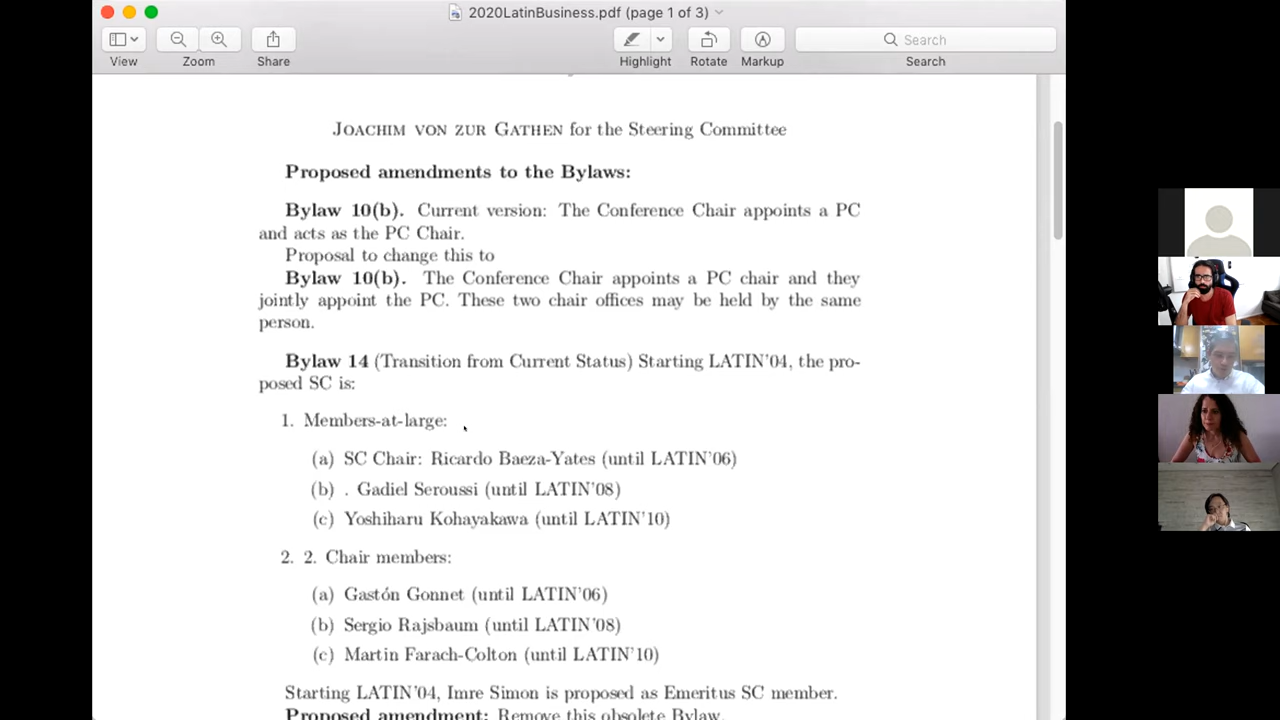 2020LatinBusiness.pdf (page 1 of 3)
View
Zoom
Share
Highlight
Rotate
Markup
Search
Search
JOACHIM VON ZUR GATHEN for the Steering Committee
Proposed amendments to the Bylaws:
Bylaw 10(b). Current version: The Conference Chair appoints a PC
and acts as the PC Chair.
Proposal to change this to
Bylaw 10(b). The Conference Chair appoints a PC chair and they
jointly appoint the PC. These two chair offices may be held by the same
person.
Bylaw 14 (Transition from Current Status) Starting LATIN'04, the pro-
posed SC is:
1. Members-at-large:
(a) SC Chair: Ricardo Baeza-Yates (until LATIN'06)
(b) . Gadiel Seroussi (until LATIN'08)
(c) Yoshiharu Kohayakawa (until LATIN'10)
2. 2. Chair members:
(a) Gastón Gonnet (until LATIN'06)
(b) Sergio Rajsbaum (until LATIN'08)
(c) Martin Farach-Colton (until LATIN'10)
Starting LATIN'04, Imre Simon is proposed as Emeritus SC member.
Proposed amendment: Remove this obsolete Bylaw.